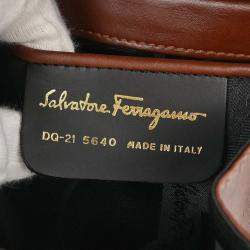 Salvatore Ferragamo
DQ-21 5640 MADE IN ITALY